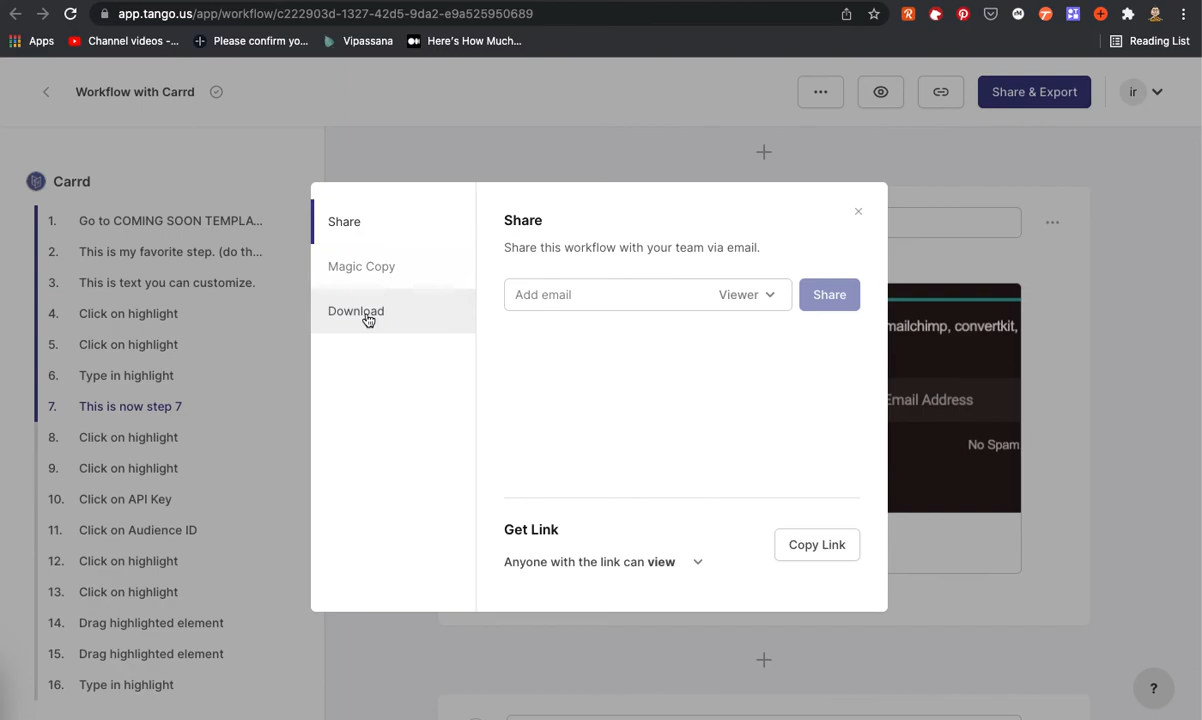 app.tango.us/app/workflow/c222903d-1327-42d5-9da2-e9a525950689
Apps Channel videos -... Please confirm yo... Vipassana Here's How Much... Reading List
Workflow with Carrd
Share & Export
ir
Carrd
1. Go to COMING SOON TEMPLA...
2. This is my favorite step. (do th...
3. This is text you can customize.
4. Click on highlight
5. Click on highlight
6. Type in highlight
7. This is now step 7
8. Click on highlight
9. Click on highlight
10. Click on API Key
11. Click on Audience ID
12. Click on highlight
13. Click on highlight
14. Drag highlighted element
15. Drag highlighted element
16. Type in highlight
Share
Magic Copy
Download
Share
Share this workflow with your team via email.
Add email Viewer Share
Get Link
Anyone with the link can view
Copy Link
mailchimp, convertkit,
Email Address
No Spam
?